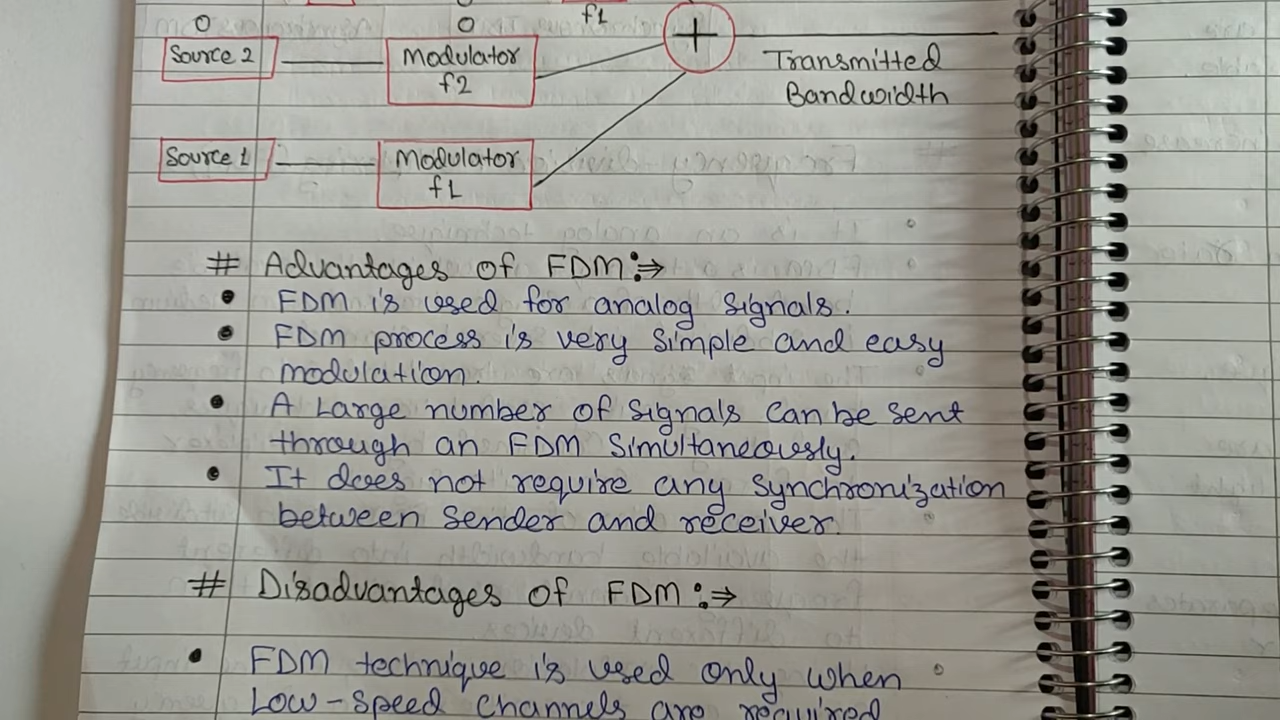 f1
Source 2
Modulator
f2
+
Transmitted
Bandwidth
Source 1
Modulator
f1
# Advantages of FDM:⇒
• FDM is used for analog signals.
• FDM process is very simple and easy
modulation.
• A Large number of signals can be sent
through an FDM simultaneously.
• It does not require any synchronization
between sender and receiver.
# Disadvantages of FDM:⇒
• FDM technique is used only when
Low-speed channels are required